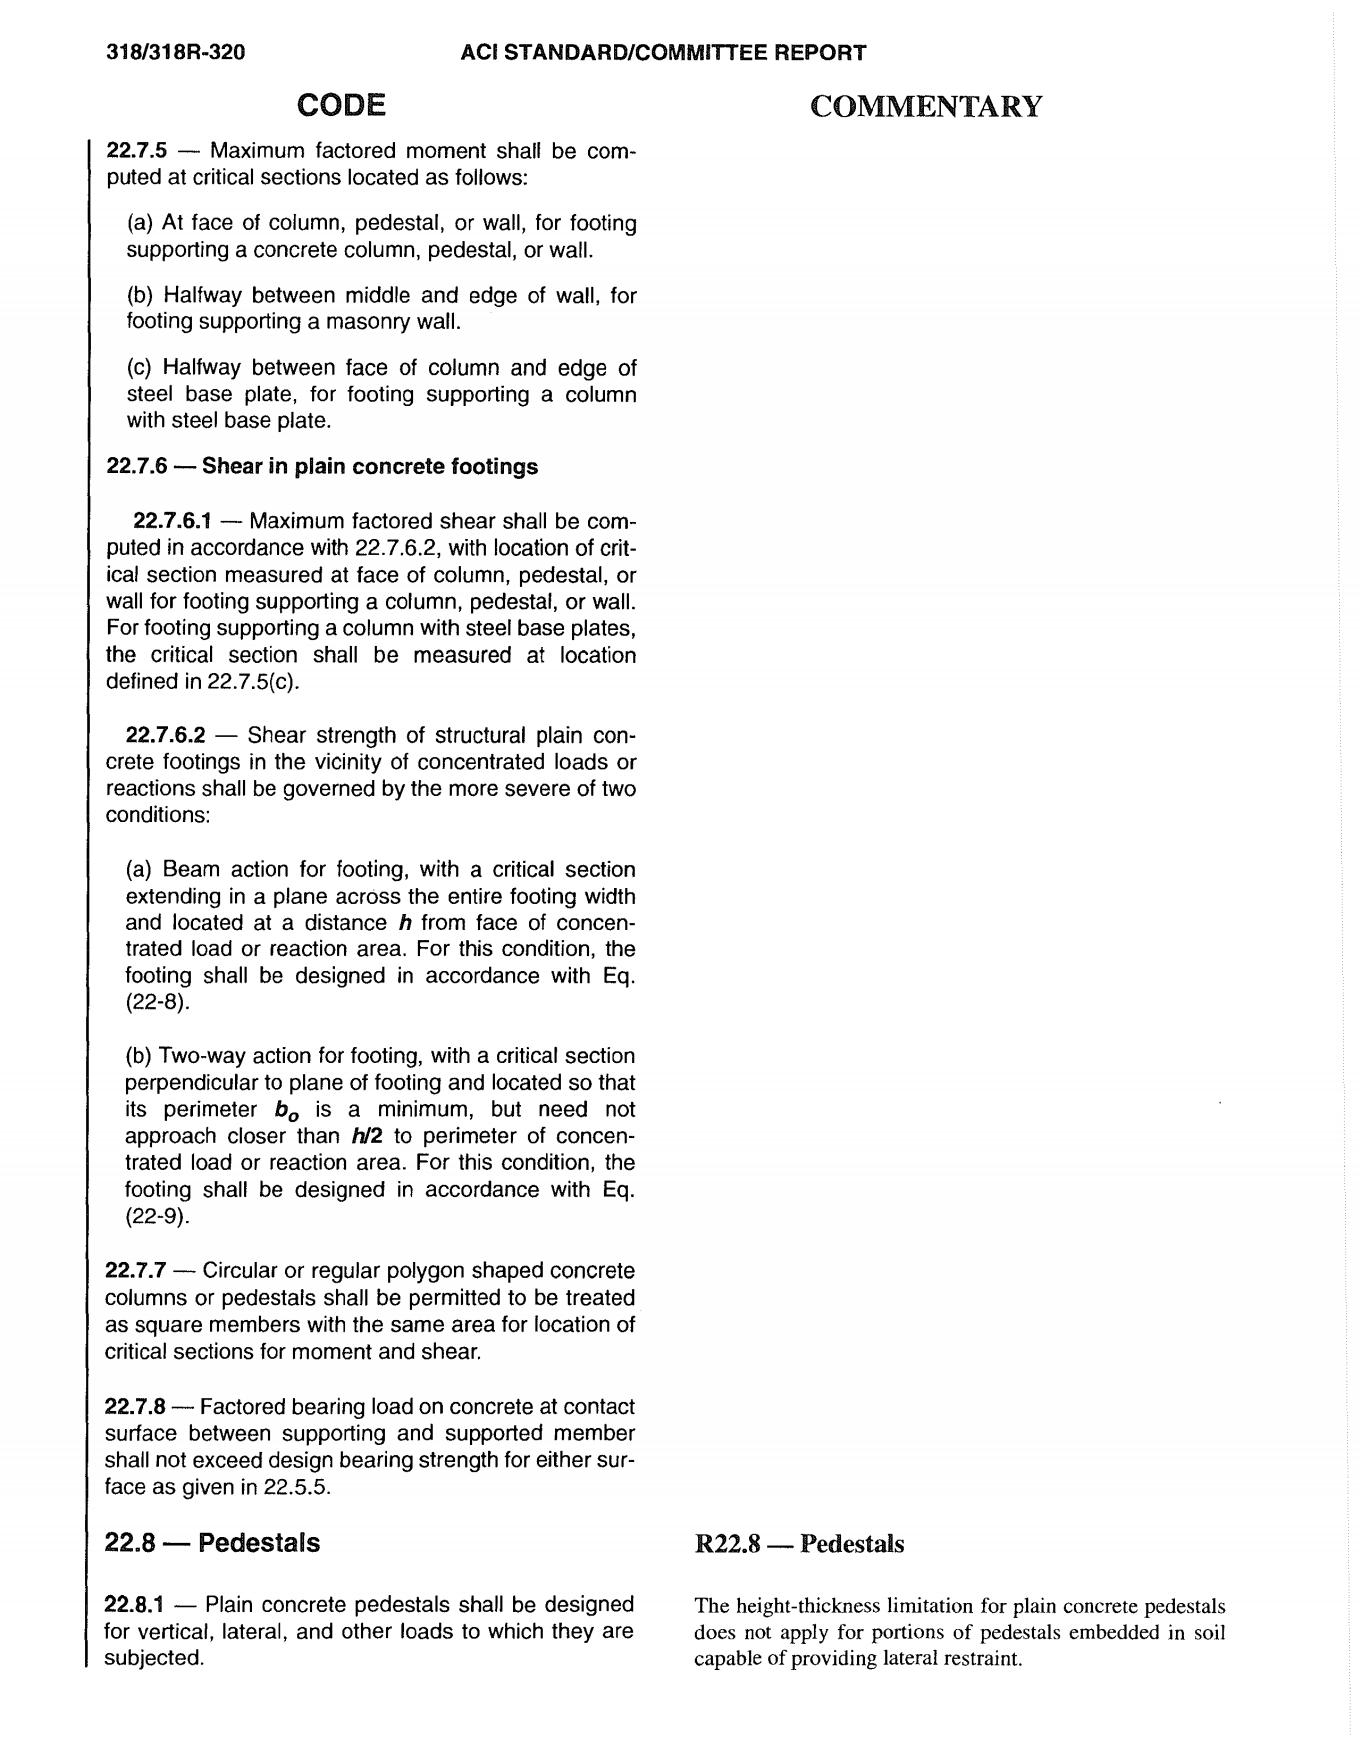 318/318R-320
ACI STANDARD/COMMITTEE REPORT
CODE
22.7.5 — Maximum factored moment shall be com-
puted at critical sections located as follows:
(a) At face of column, pedestal, or wall, for footing
supporting a concrete column, pedestal, or wall.
(b) Halfway between middle and edge of wall, for
footing supporting a masonry wall.
(c) Halfway between face of column and edge of
steel base plate, for footing supporting a column
with steel base plate.
22.7.6 — Shear in plain concrete footings
22.7.6.1 — Maximum factored shear shall be com-
puted in accordance with 22.7.6.2, with location of crit-
ical section measured at face of column, pedestal, or
wall for footing supporting a column, pedestal, or wall.
For footing supporting a column with steel base plates,
the critical section shall be measured at location
defined in 22.7.5(c).
22.7.6.2 — Shear strength of structural plain con-
crete footings in the vicinity of concentrated loads or
reactions shall be governed by the more severe of two
conditions:
(a) Beam action for footing, with a critical section
extending in a plane across the entire footing width
and located at a distance h from face of concen-
trated load or reaction area. For this condition, the
footing shall be designed in accordance with Eq.
(22-8).
(b) Two-way action for footing, with a critical section
perpendicular to plane of footing and located so that
its perimeter bo is a minimum, but need not
approach closer than h/2 to perimeter of concen-
trated load or reaction area. For this condition, the
footing shall be designed in accordance with Eq.
(22-9).
22.7.7 — Circular or regular polygon shaped concrete
columns or pedestals shall be permitted to be treated
as square members with the same area for location of
critical sections for moment and shear.
22.7.8 — Factored bearing load on concrete at contact
surface between supporting and supported member
shall not exceed design bearing strength for either sur-
face as given in 22.5.5.
22.8 — Pedestals
22.8.1 — Plain concrete pedestals shall be designed
for vertical, lateral, and other loads to which they are
subjected.
COMMENTARY
R22.8 — Pedestals
The height-thickness limitation for plain concrete pedestals
does not apply for portions of pedestals embedded in soil
capable of providing lateral restraint.